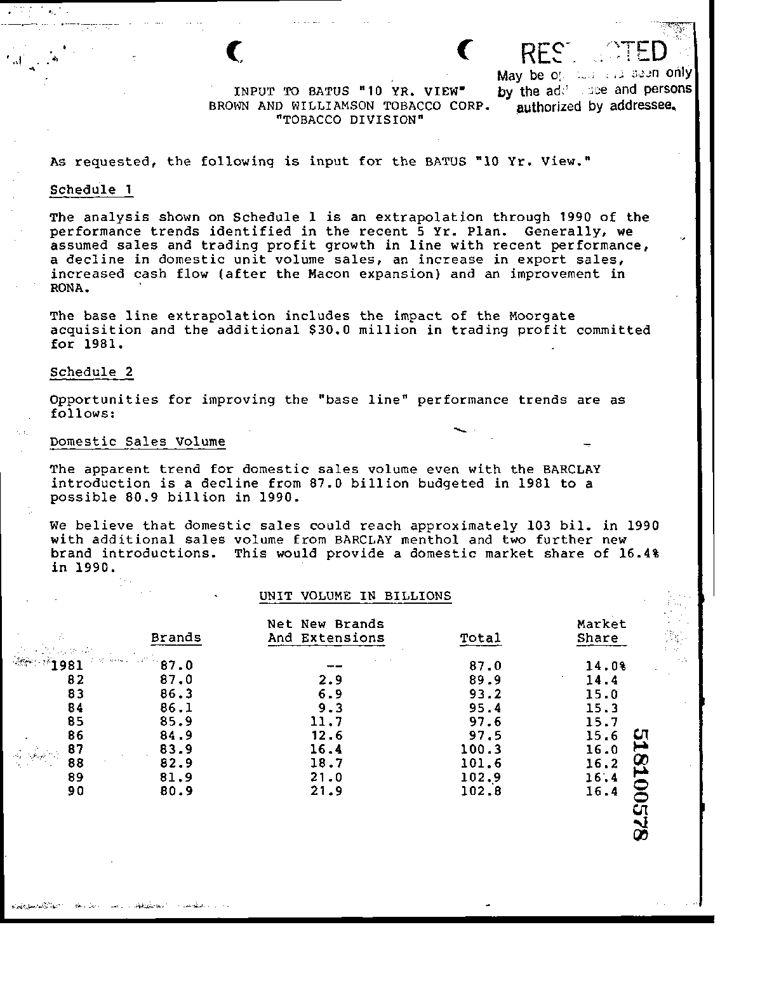 May be only
by the and persons
authorized by addressee.
INPUT TO BATUS "10 YR. VIEW"
BROWN AND WILLIAMSON TOBACCO CORP.
"TOBACCO DIVISION"
As requested, the following is input for the BATUS "10 Yr. View."
Schedule 1
The analysis shown on Schedule 1 is an extrapolation through 1990 of the
performance trends identified in the recent 5 Yr. Plan. Generally, we
assumed sales and trading profit growth in line with recent performance,
a decline in domestic unit volume sales, an increase in export sales,
increased cash flow (after the Macon expansion) and an improvement in
RONA.
The base line extrapolation includes the impact of the Moorgate
acquisition and the additional $30.0 million in trading profit committed
for 1981.
Schedule 2
Opportunities for improving the "base line" performance trends are as
follows:
Domestic Sales Volume
The apparent trend for domestic sales volume even with the BARCLAY
introduction is a decline from 87.0 billion budgeted in 1981 to a
possible 80.9 billion in 1990.
We believe that domestic sales could reach approximately 103 bil. in 1990
with additional sales volume from BARCLAY menthol and two further new
brand introductions. This would provide a domestic market share of 16.4%
in 1990.
UNIT VOLUME IN BILLIONS
Net New Brands Market
Brands And Extensions Total Share
1981 87.0 -- 87.0 14.0%
82 87.0 2.9 89.9 14.4
83 86.3 6.9 93.2 15.0
84 86.1 9.3 95.4 15.3
85 85.9 11.7 97.6 15.7
86 84.9 12.6 97.5 15.6
87 83.9 16.4 100.3 16.0
88 82.9 18.7 101.6 16.2
89 81.9 21.0 102.9 16.4
90 80.9 21.9 102.8 16.4
518100578